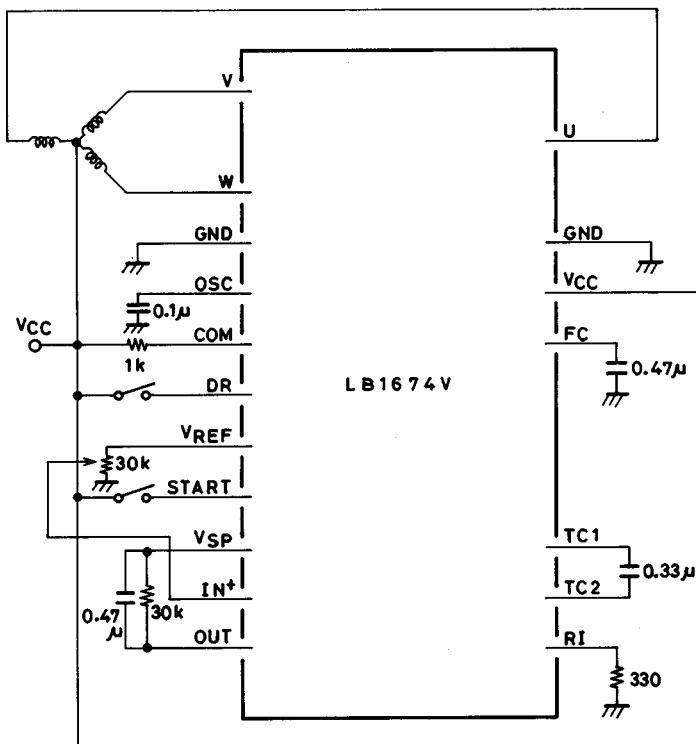 V
U
W
GND
GND
OSC
VCC
0.1μ
VCC
COM
FC
1k
0.47μ
DR
LB1674V
VREF
30k
START
VSP
TC1
0.33μ
IN+
TC2
0.47
μ
30k
OUT
RI
330